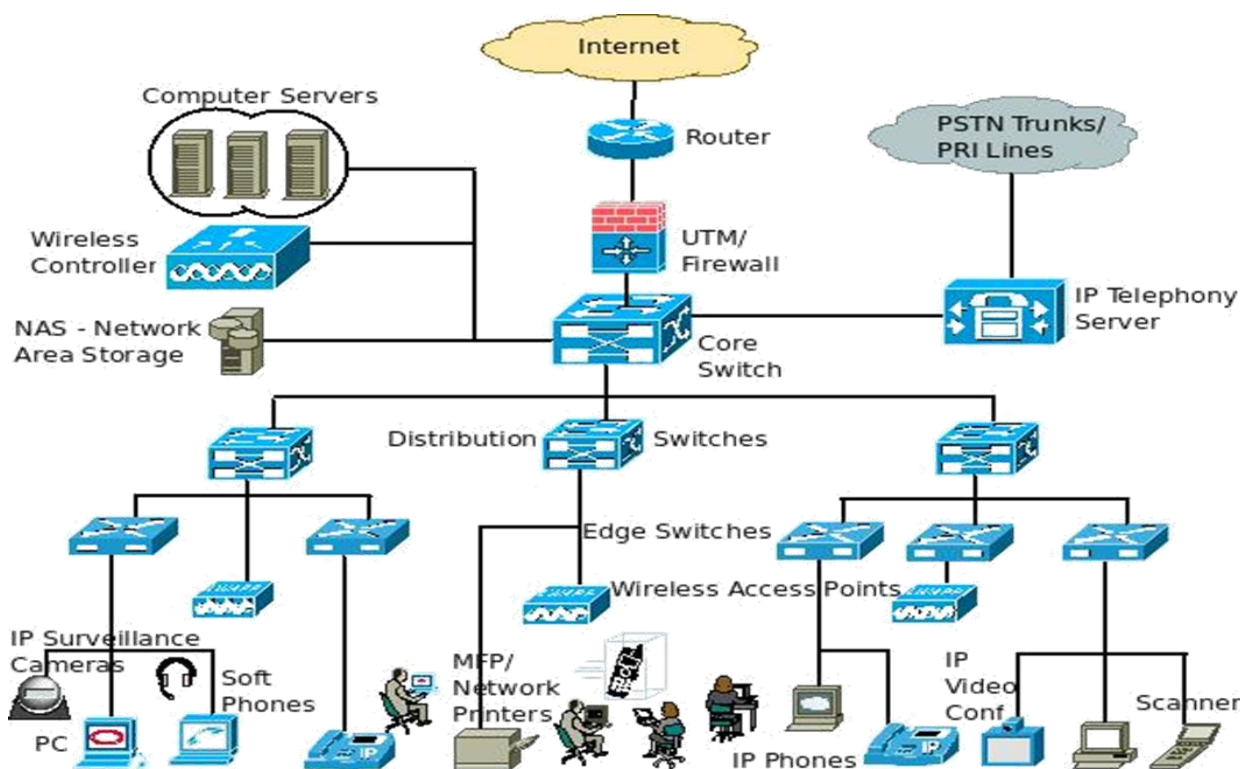 Internet
Computer Servers
Router
PSTN Trunks/
PRI Lines
Wireless
Controller
UTM/
Firewall
NAS - Network
Area Storage
IP Telephony
Server
Core
Switch
Distribution
Switches
Edge Switches
Wireless Access Points
IP Surveillance
Cameras
Soft
Phones
MFP/
Network
Printers
IP
Video
Conf
Scanner
PC
IP
IP Phones
IP